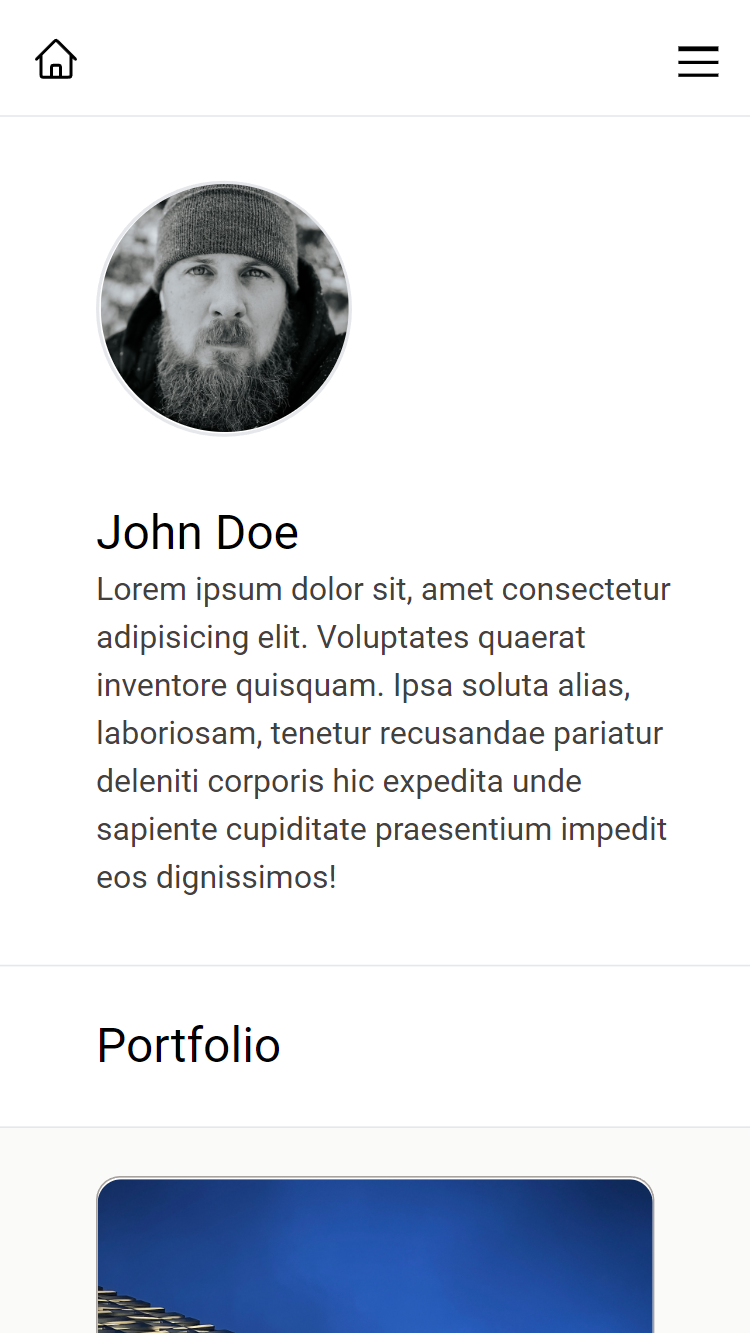 John Doe
Lorem ipsum dolor sit, amet consectetur
adipisicing elit. Voluptates quaerat
inventore quisquam. Ipsa soluta alias,
laboriosam, tenetur recusandae pariatur
deleniti corporis hic expedita unde
sapiente cupiditate praesentium impedit
eos dignissimos!
Portfolio